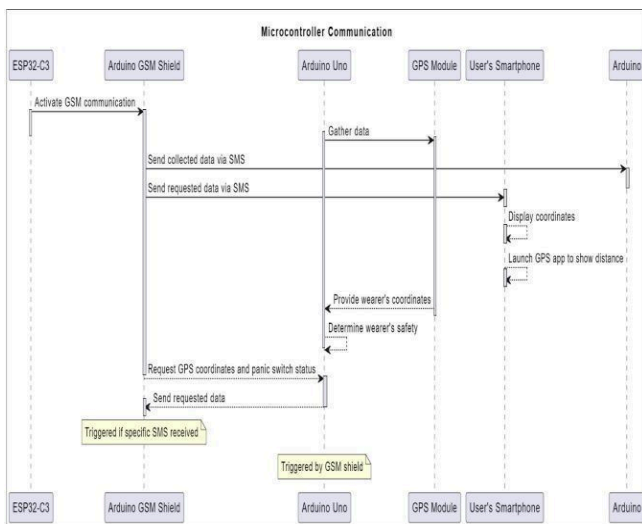 Microcontroller Communication
ESP32-C3
Arduino GSM Shield
Arduino Uno
GPS Module
User's Smartphone
Arduino
Activate GSM communication
Gather data
Send collected data via SMS
Send requested data via SMS
Display coordinates
Launch GPS app to show distance
Provide wearer's coordinates
Determine wearer's safety
Request GPS coordinates and panic switch status
Send requested data
Triggered if specific SMS received
Triggered by GSM shield
ESP32-C3
Arduino GSM Shield
Arduino Uno
GPS Module
User's Smartphone
Arduino